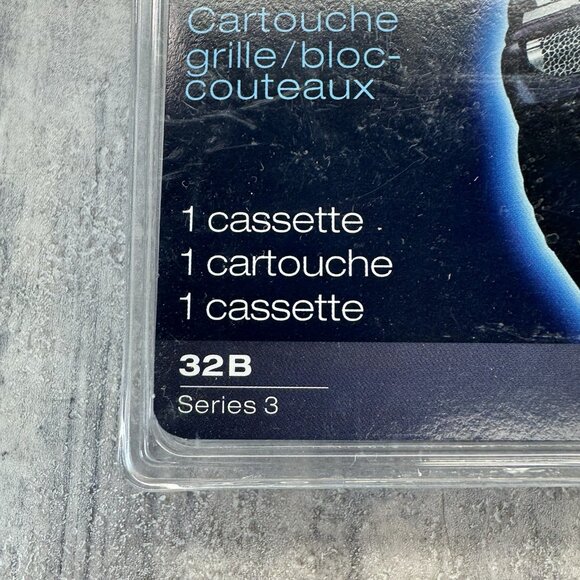 Cartouche
grille/bloc-
couteaux
1 cassette
1 cartouche
1 cassette
32B
Series 3